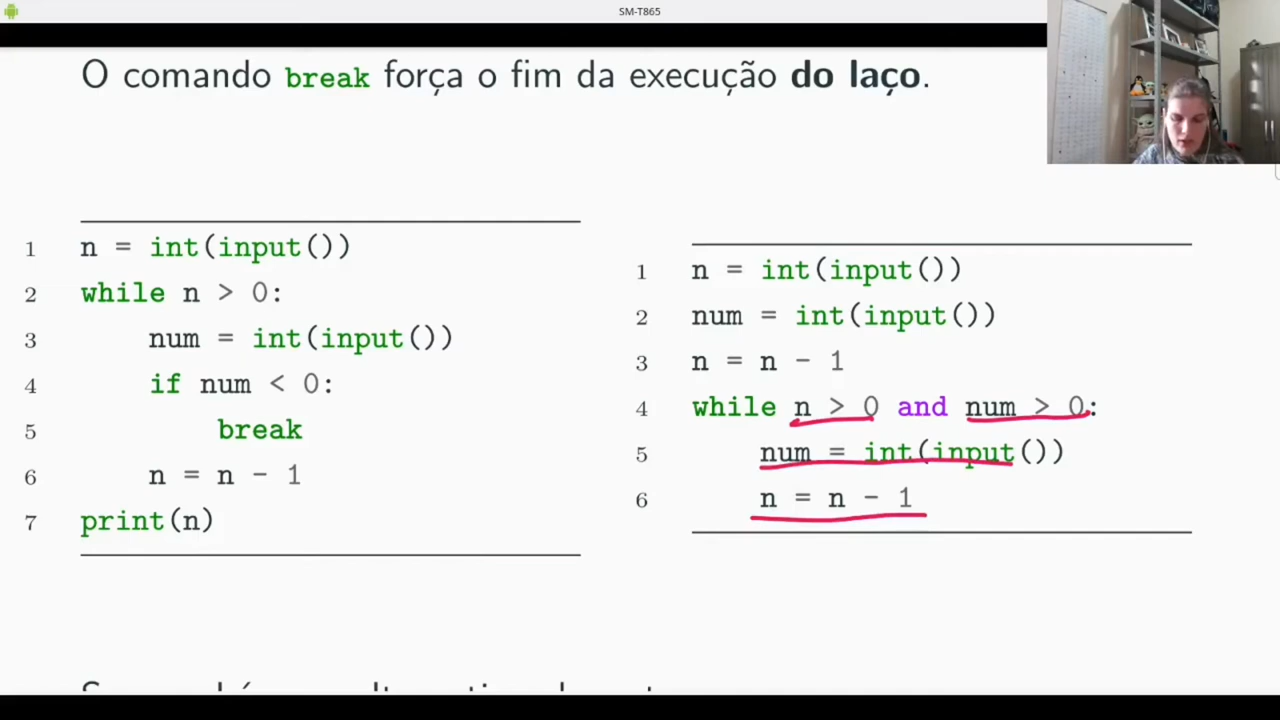 SM-T865
O comando break força o fim da execução do laço.
1 n = int(input())
2 while n > 0:
3 num = int(input())
4 if num < 0:
5 break
6 n = n - 1
7 print(n)
1 n = int(input())
2 num = int(input())
3 n = n - 1
4 while n > 0 and num > 0:
5 num = int(input())
6 n = n - 1